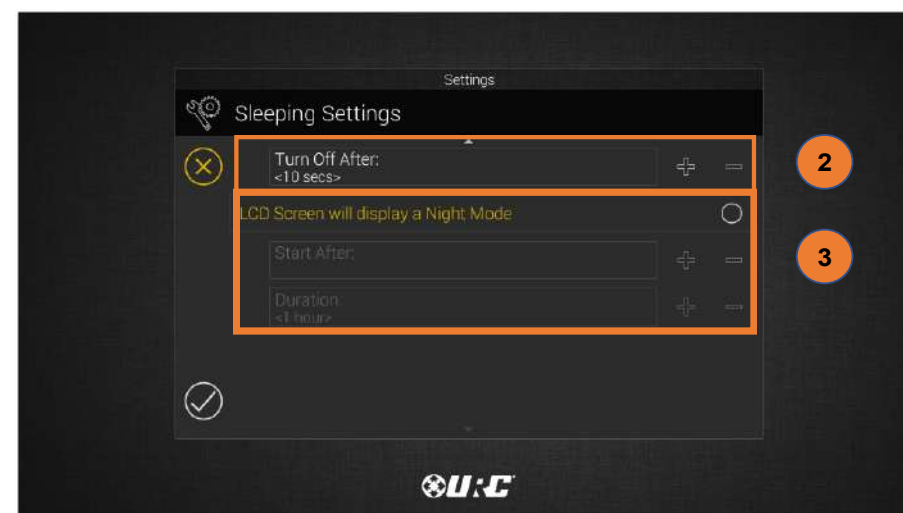 Settings
Sleeping Settings
Turn Off After:
<10 secs>
2
LCD Screen will display a Night Mode
Start After:
3
Duration:
<1 hour>
URC